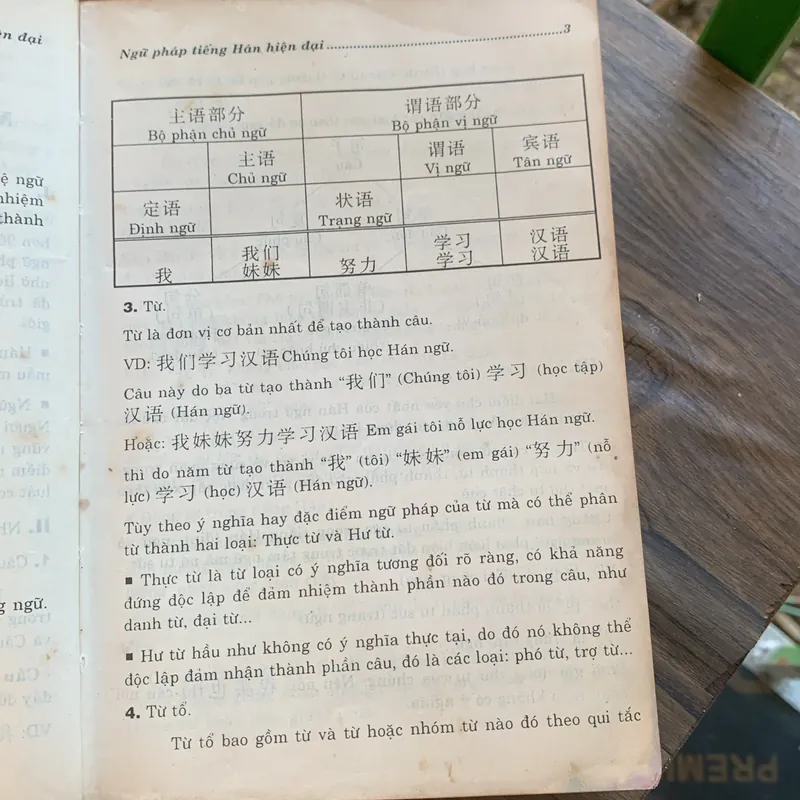 Ngữ pháp tiếng Hán hiện đại ... 3
主语部分 谓语部分
Bộ phận chủ ngữ Bộ phận vị ngữ
主语 谓语 宾语
Chủ ngữ Vị ngữ Tân ngữ
定语 状语
Định ngữ Trạng ngữ
我们 学习 汉语
我 妹妹 努力 学习 汉语
3. Từ.
Từ là đơn vị cơ bản nhất để tạo thành câu.
VD: 我们学习汉语Chúng tôi học Hán ngữ.
Câu này do ba từ tạo thành “我们” (Chúng tôi) 学习 (học tập)
汉语 (Hán ngữ).
Hoặc: 我妹妹努力学习汉语 Em gái tôi nỗ lực học Hán ngữ.
thì do năm từ tạo thành “我” (tôi) “妹妹” (em gái) “努力” (nỗ
lực) 学习 (học) 汉语 (Hán ngữ).
Tùy theo ý nghĩa hay đặc điểm ngữ pháp của từ mà có thể phân
từ thành hai loại: Thực từ và Hư từ.
▪ Thực từ là từ loại có ý nghĩa tương đối rõ ràng, có khả năng
đứng độc lập để đảm nhiệm thành phần nào đó trong câu, như
danh từ, đại từ...
▪ Hư từ hầu như không có ý nghĩa thực tại, do đó nó không thể
độc lập đảm nhận thành phần câu, đó là các loại: phó từ, trợ từ...
4. Từ tổ.
Từ tổ bao gồm từ và từ hoặc nhóm từ nào đó theo qui tắc
đại
ngữ
nhiệm
thành
ngữ.
PREM